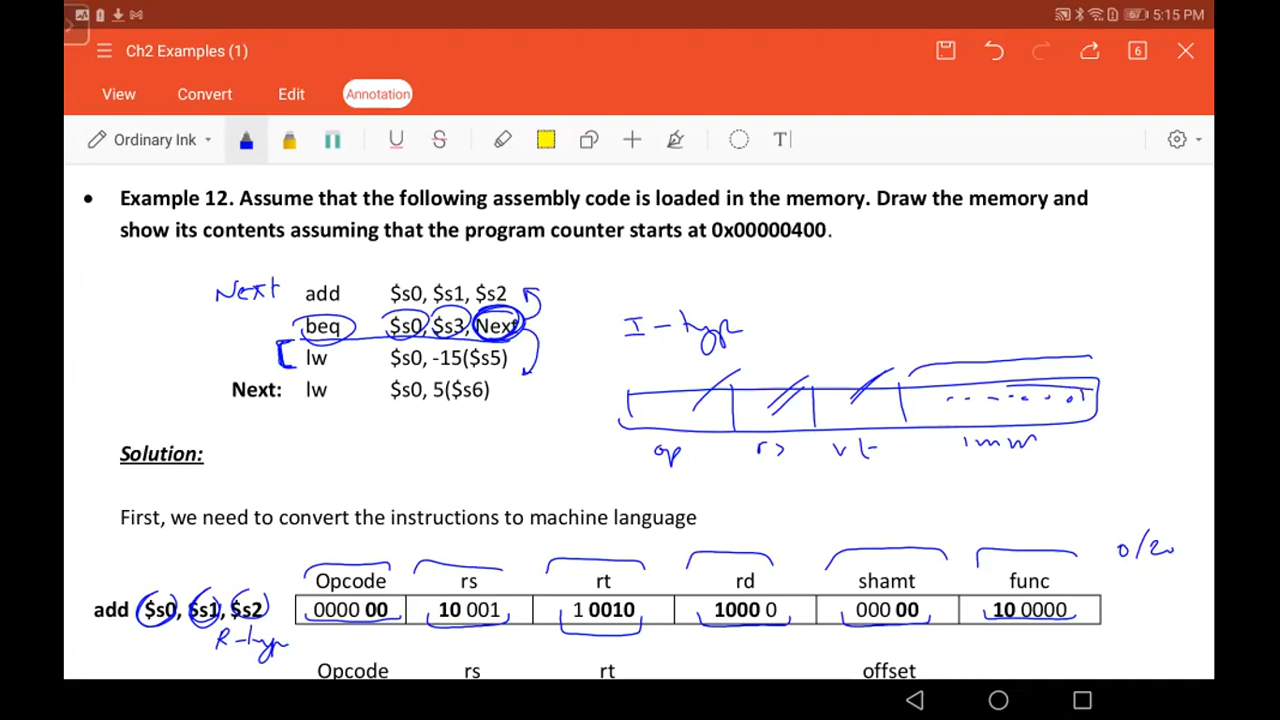 67 5:15 PM
Ch2 Examples (1) 6
View Convert Edit Annotation
Ordinary Ink T
• Example 12. Assume that the following assembly code is loaded in the memory. Draw the memory and
show its contents assuming that the program counter starts at 0x00000400.
Next add $s0, $s1, $s2
beq $s0, $s3, Next
I - type
lw $s0, -15($s5)
Next: lw $s0, 5($s6)
op rs rt imm
Solution:
First, we need to convert the instructions to machine language
0/20
Opcode rs rt rd shamt func
add $s0, $s1, $s2 0000 00 10 001 1 0010 1000 0 000 00 10 0000
R-type
Opcode rs rt offset